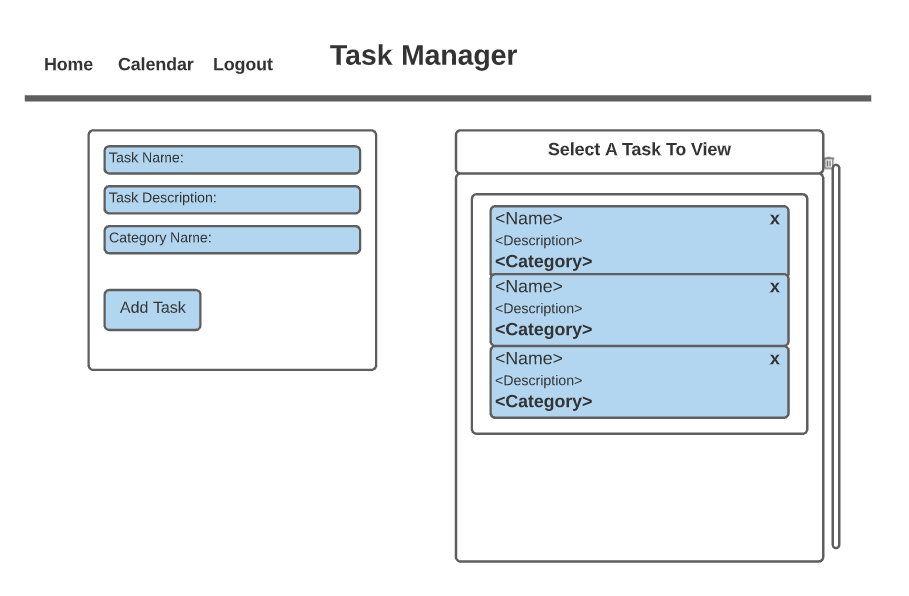 Home Calendar Logout Task Manager
Task Name:
Task Description:
Category Name:
Add Task
Select A Task To View
<Name> x
<Description>
<Category>
<Name> x
<Description>
<Category>
<Name> x
<Description>
<Category>